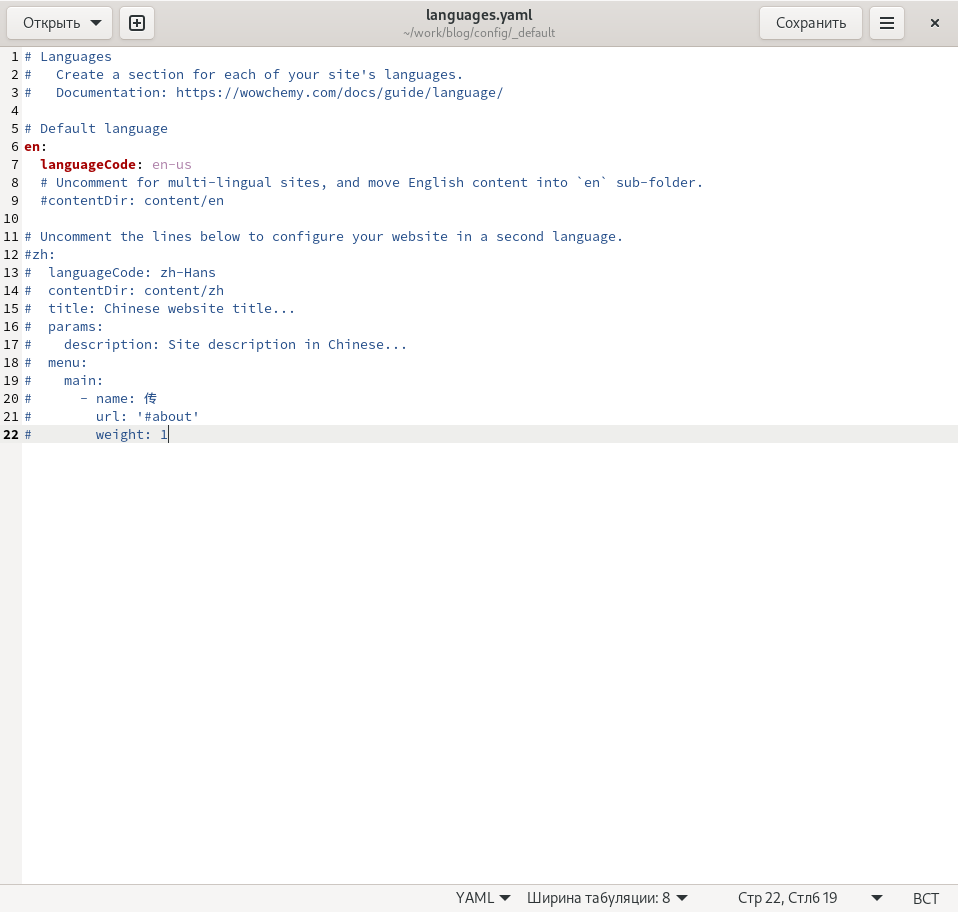 Открыть
languages.yaml
~/work/blog/config/_default
Сохранить
1 # Languages
2 #   Create a section for each of your site's languages.
3 #   Documentation: https://wowchemy.com/docs/guide/language/
4
5 # Default language
6 en:
7   languageCode: en-us
8   # Uncomment for multi-lingual sites, and move English content into `en` sub-folder.
9   #contentDir: content/en
10
11 # Uncomment the lines below to configure your website in a second language.
12 #zh:
13 #  languageCode: zh-Hans
14 #  contentDir: content/zh
15 #  title: Chinese website title...
16 #  params:
17 #    description: Site description in Chinese...
18 #  menu:
19 #    main:
20 #      - name: 传
21 #        url: '#about'
22 #        weight: 1
YAML Ширина табуляции: 8 Стр 22, Стлб 19 ВСТ